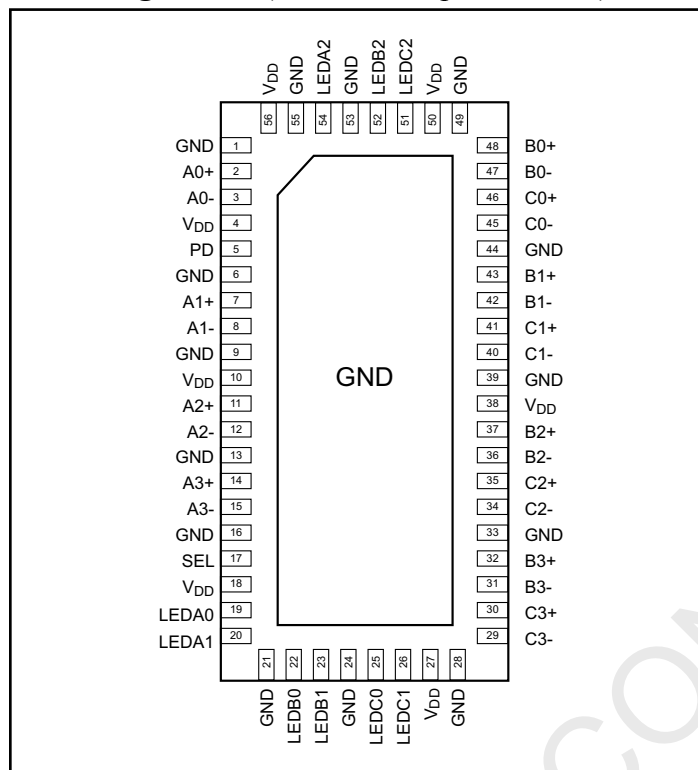 VDD GND LEDA2 GND LEDB2 LEDC2 VDD GND
56 55 54 53 52 51 50 49
GND 1 48 B0+
A0+ 2 47 B0-
A0- 3 46 C0+
VDD 4 45 C0-
PD 5 44 GND
GND 6 43 B1+
A1+ 7 42 B1-
A1- 8 41 C1+
GND 9 40 C1-
VDD 10 39 GND
A2+ 11 38 VDD
A2- 12 37 B2+
GND 13 36 B2-
A3+ 14 35 C2+
A3- 15 34 C2-
GND 16 33 GND
SEL 17 32 B3+
VDD 18 31 B3-
LEDA0 19 30 C3+
LEDA1 20 29 C3-
GND
21 22 23 24 25 26 27 28
GND LEDB0 LEDB1 GND LEDC0 LEDC1 VDD GND